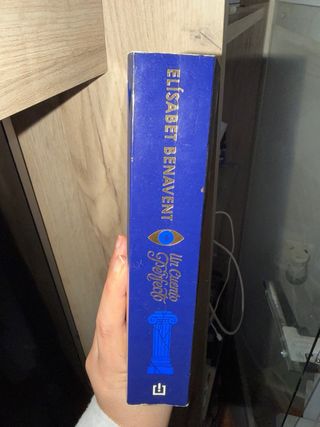 ELÍSABET BENAVENT
Un Cuento
Perfecto